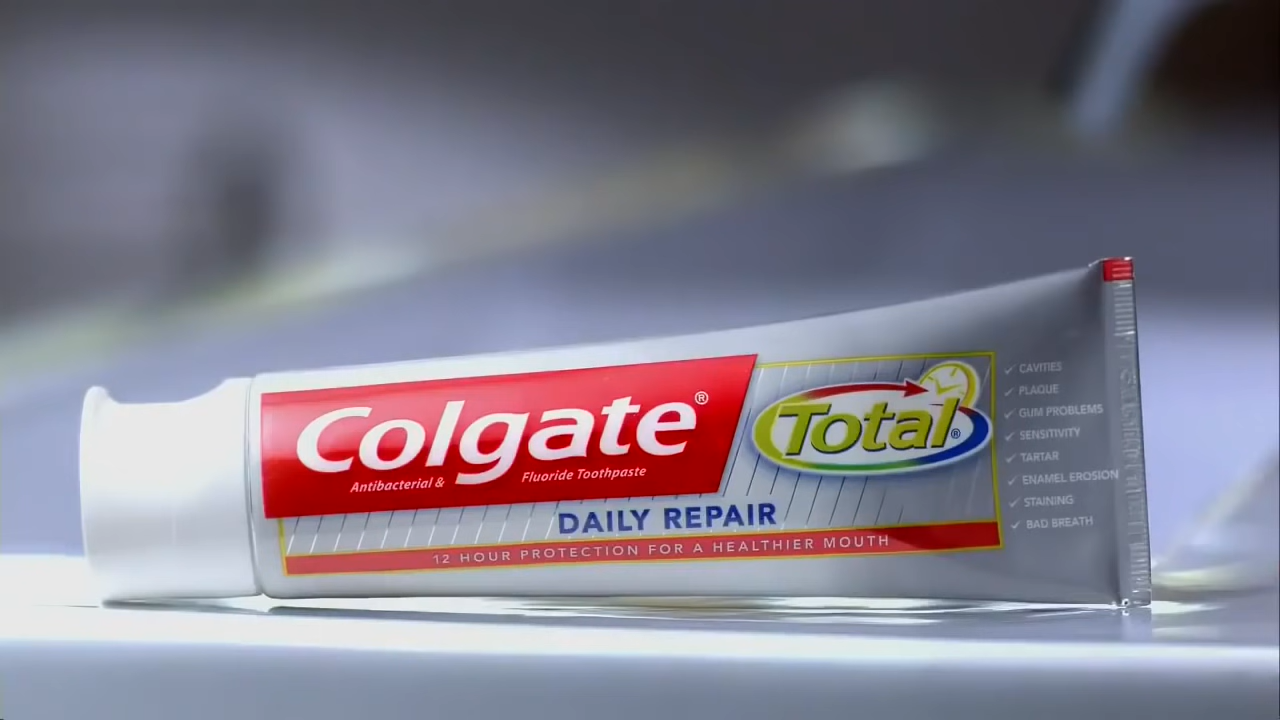 Colgate®
Antibacterial & Fluoride Toothpaste
Total®
DAILY REPAIR
12 HOUR PROTECTION FOR A HEALTHIER MOUTH
✓ CAVITIES
✓ PLAQUE
✓ GUM PROBLEMS
✓ SENSITIVITY
✓ TARTAR
✓ ENAMEL EROSION
✓ STAINING
✓ BAD BREATH